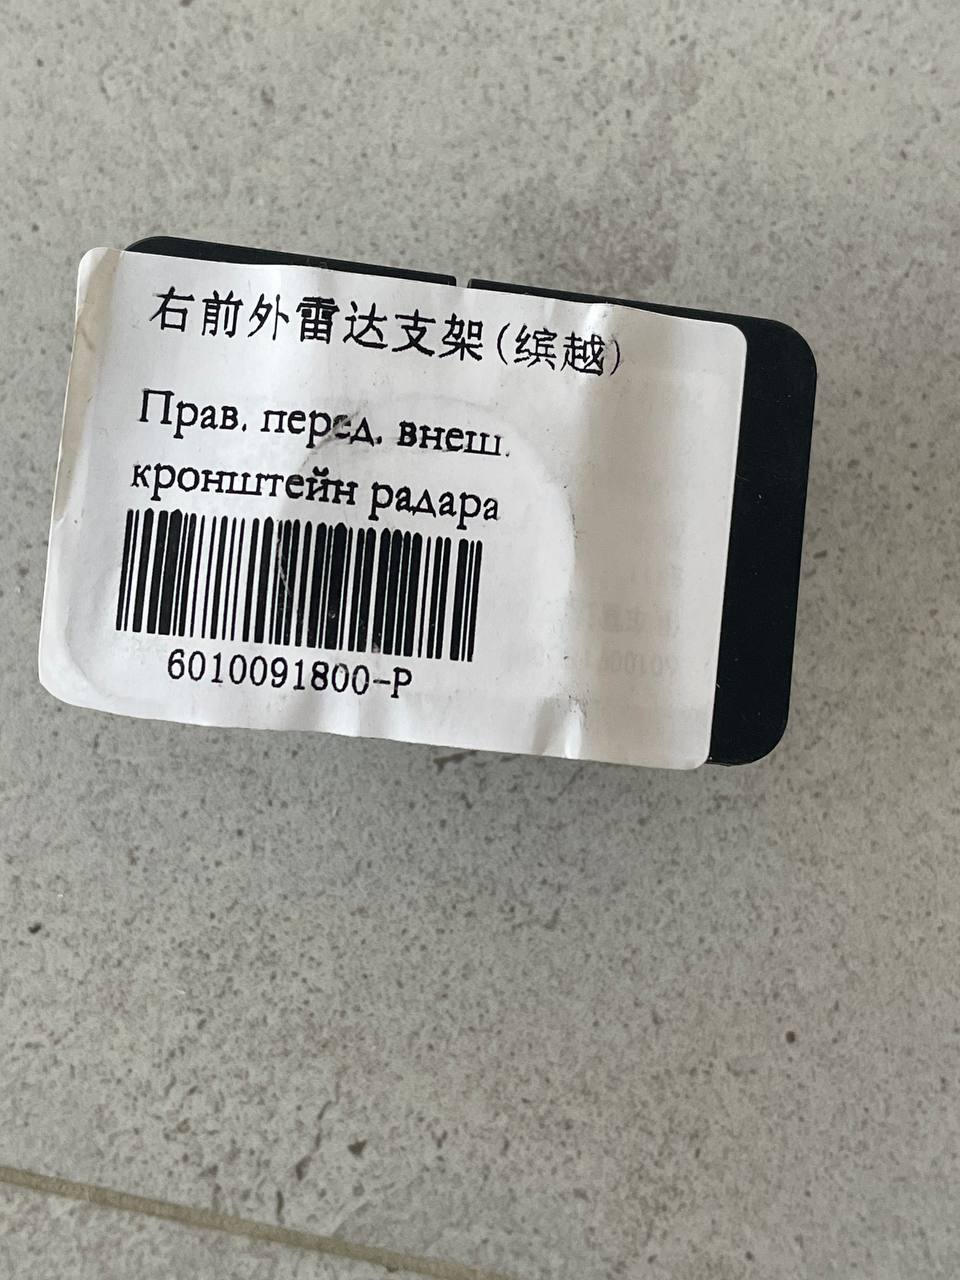 右前外雷达支架(缤越)
Прав. перед. внеш.
кронштейн радара
6010091800-P